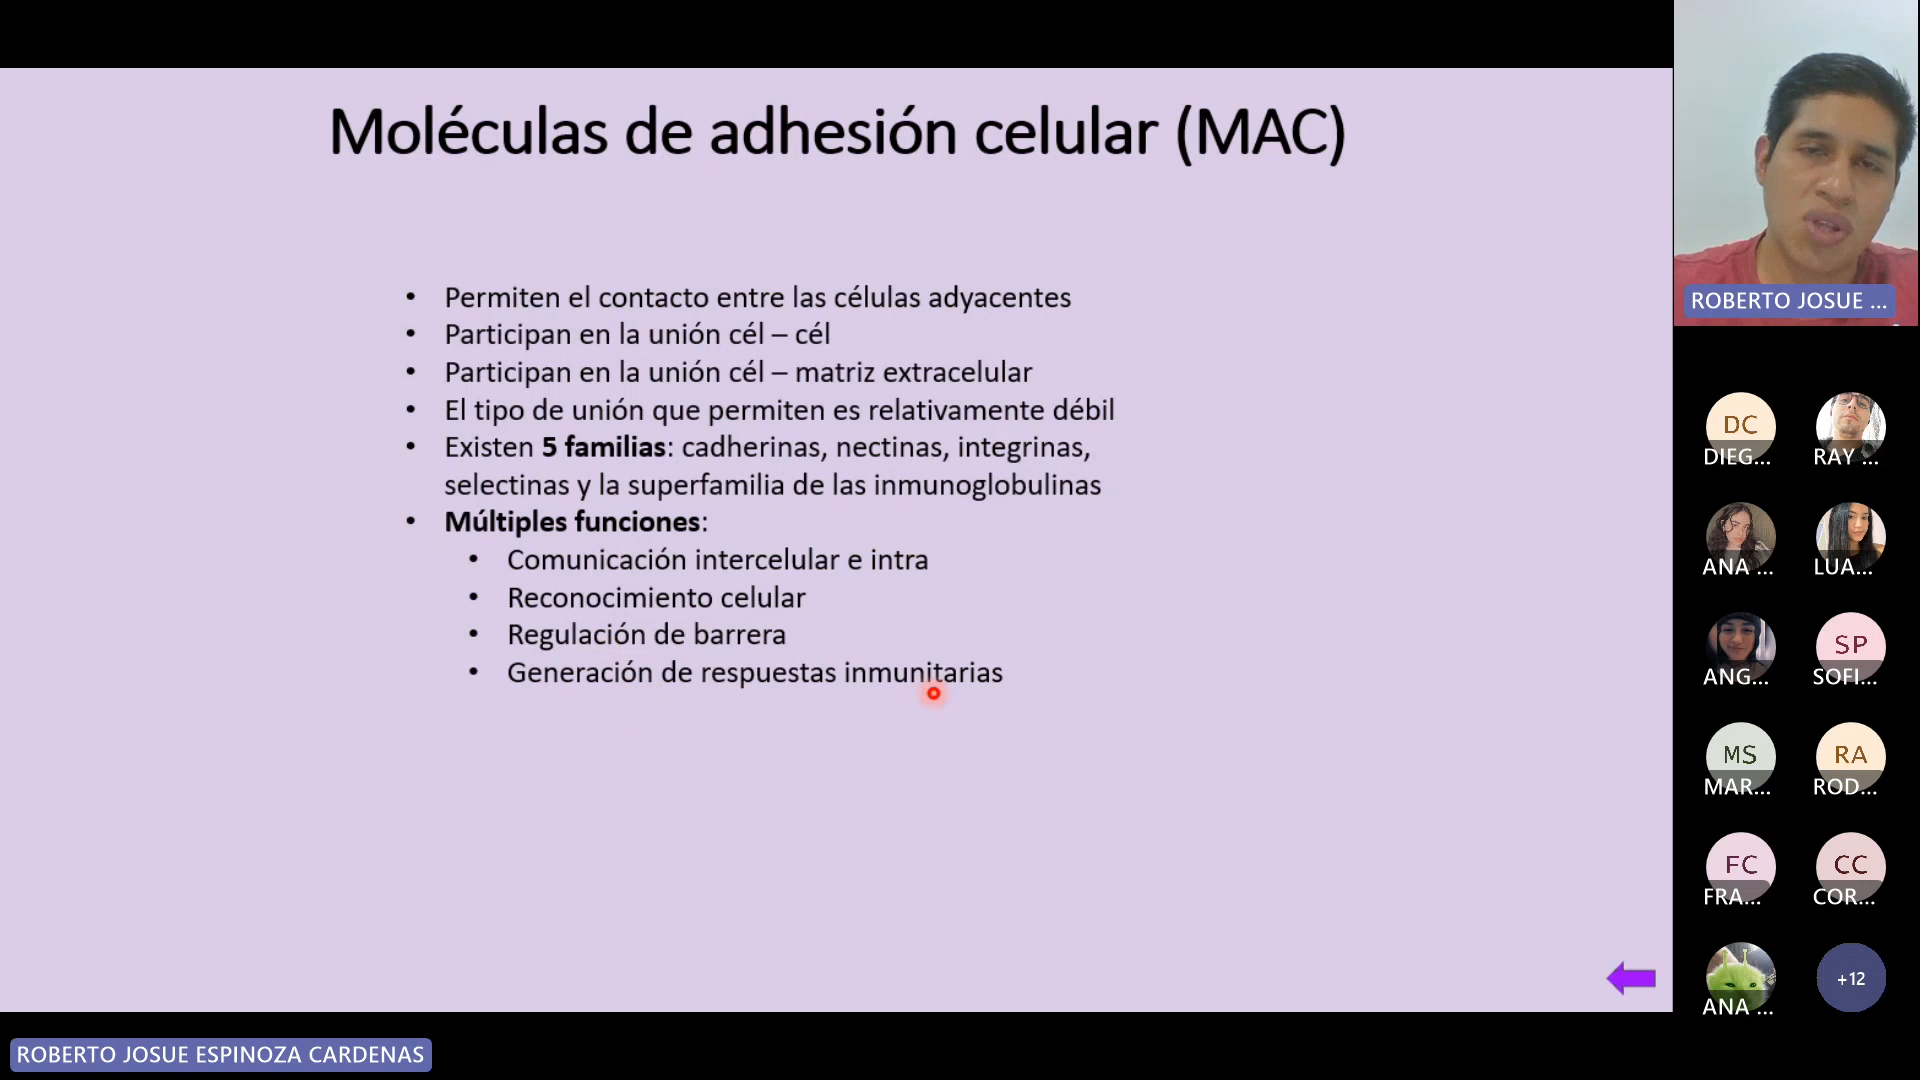 Moléculas de adhesión celular (MAC)
• Permiten el contacto entre las células adyacentes
• Participan en la unión cél – cél
• Participan en la unión cél – matriz extracelular
• El tipo de unión que permiten es relativamente débil
• Existen 5 familias: cadherinas, nectinas, integrinas,
selectinas y la superfamilia de las inmunoglobulinas
• Múltiples funciones:
• Comunicación intercelular e intra
• Reconocimiento celular
• Regulación de barrera
• Generación de respuestas inmunitarias
ROBERTO JOSUE ...
DC
DIEG...
RAY ...
ANA ...
LUA...
ANG...
SP
SOFI...
MS
MAR...
RA
ROD...
FC
FRA...
CC
COR...
ANA ...
+12
ROBERTO JOSUE ESPINOZA CARDENAS